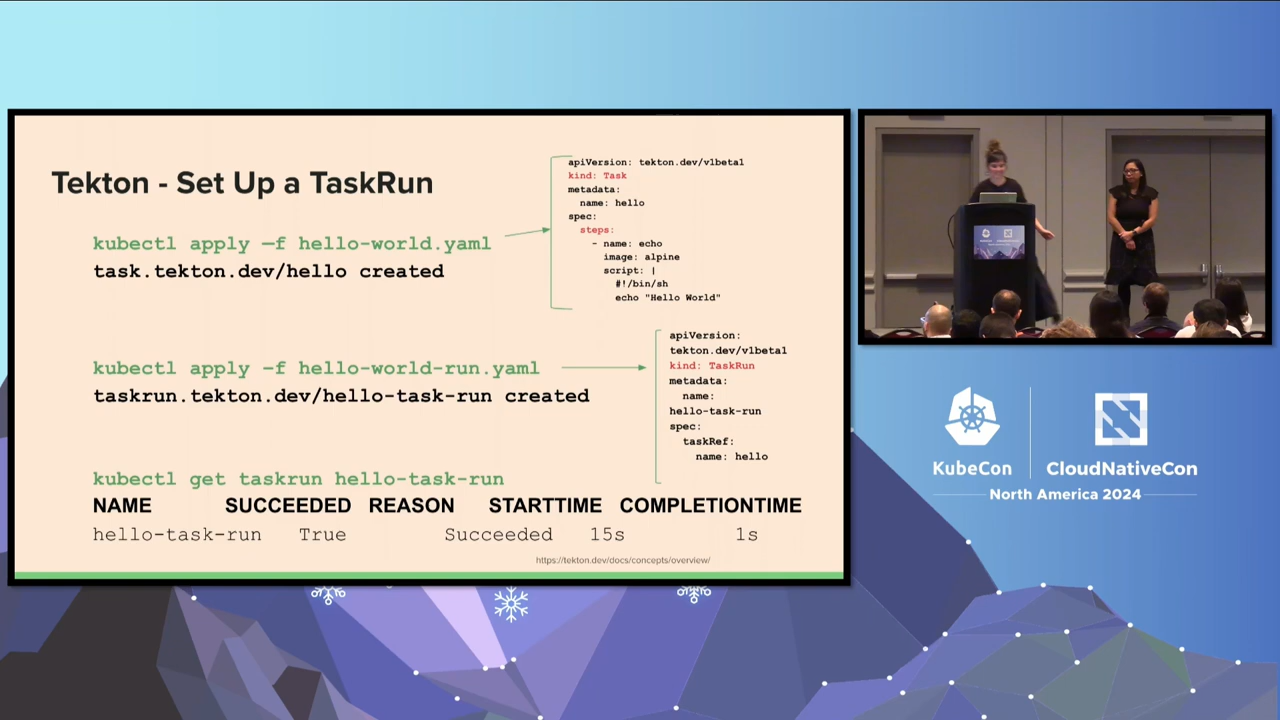 Tekton - Set Up a TaskRun
kubectl apply –f hello-world.yaml
task.tekton.dev/hello created
apiVersion: tekton.dev/v1beta1
kind: Task
metadata:
name: hello
spec:
steps:
- name: echo
image: alpine
script: |
#!/bin/sh
echo "Hello World"
kubectl apply –f hello-world-run.yaml
taskrun.tekton.dev/hello-task-run created
apiVersion:
tekton.dev/v1beta1
kind: TaskRun
metadata:
name:
hello-task-run
spec:
taskRef:
name: hello
kubectl get taskrun hello-task-run
NAME SUCCEEDED REASON STARTTIME COMPLETIONTIME
hello-task-run True Succeeded 15s 1s
https://tekton.dev/docs/concepts/overview/
KubeCon CloudNativeCon
North America 2024